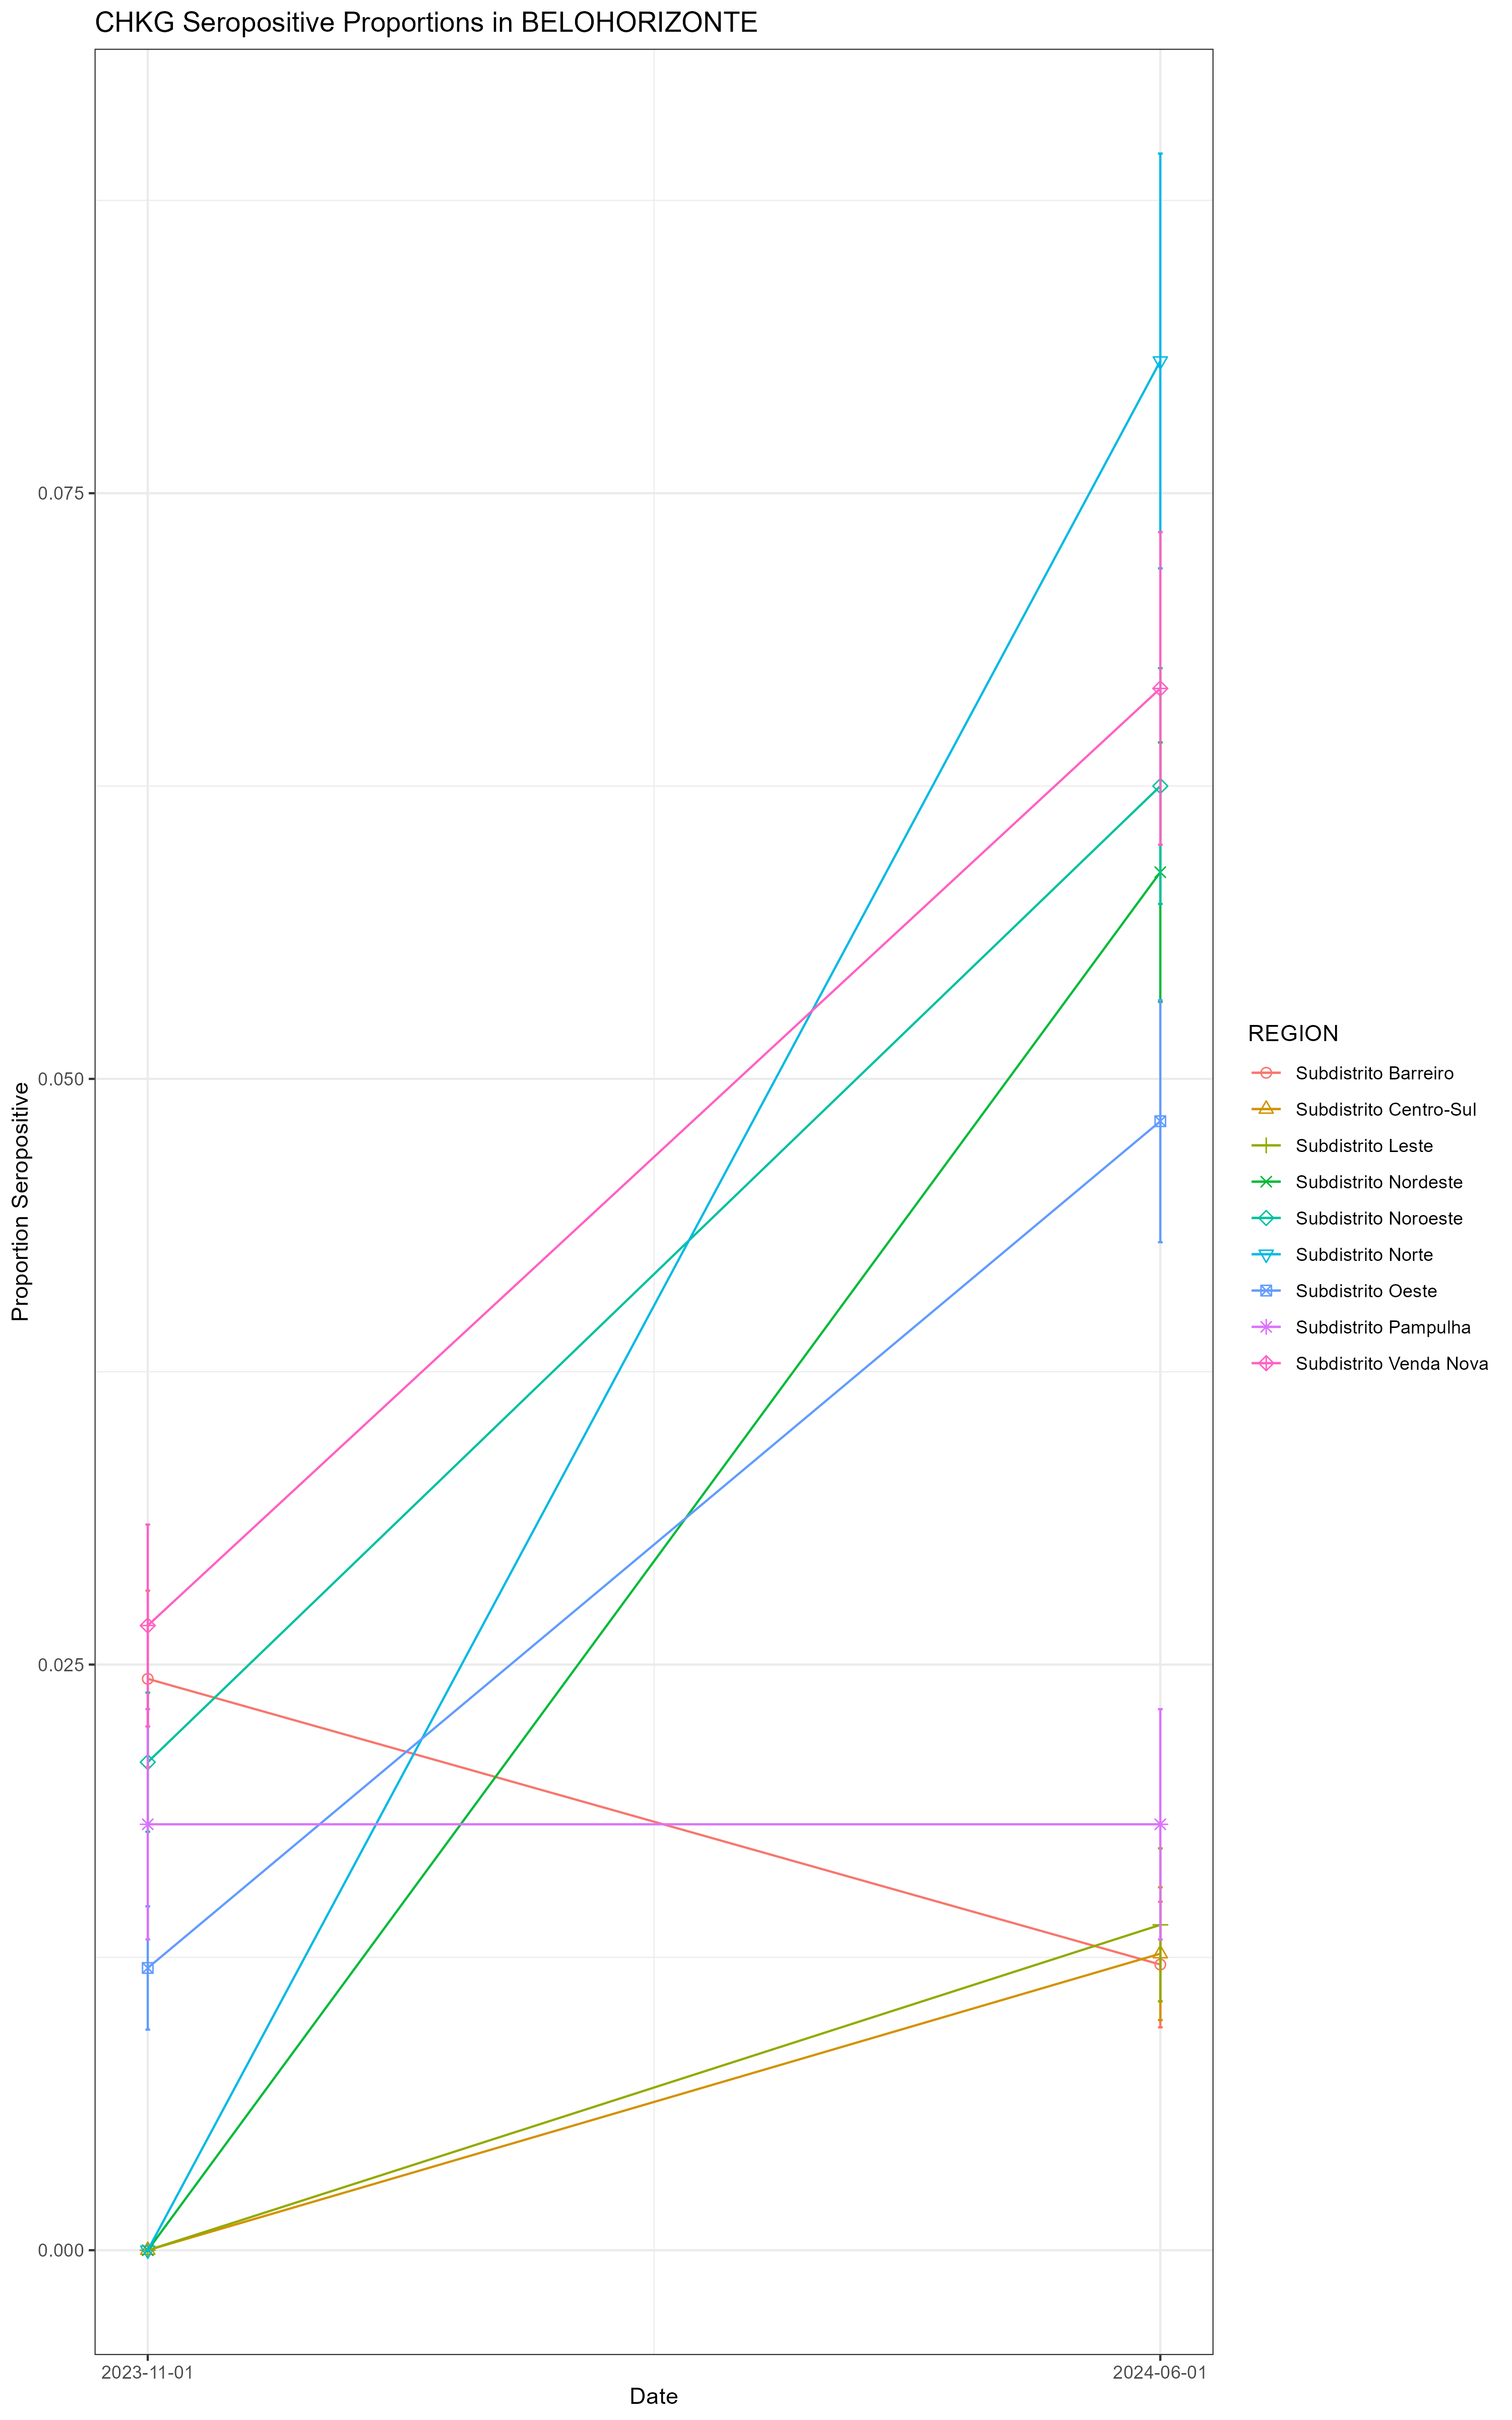 CHKG Seropositive Proportions in BELOHORIZONTE
Proportion Seropositive
0.075
0.050
0.025
0.000
2023-11-01
2024-06-01
Date
REGION
Subdistrito Barreiro
Subdistrito Centro-Sul
Subdistrito Leste
Subdistrito Nordeste
Subdistrito Noroeste
Subdistrito Norte
Subdistrito Oeste
Subdistrito Pampulha
Subdistrito Venda Nova